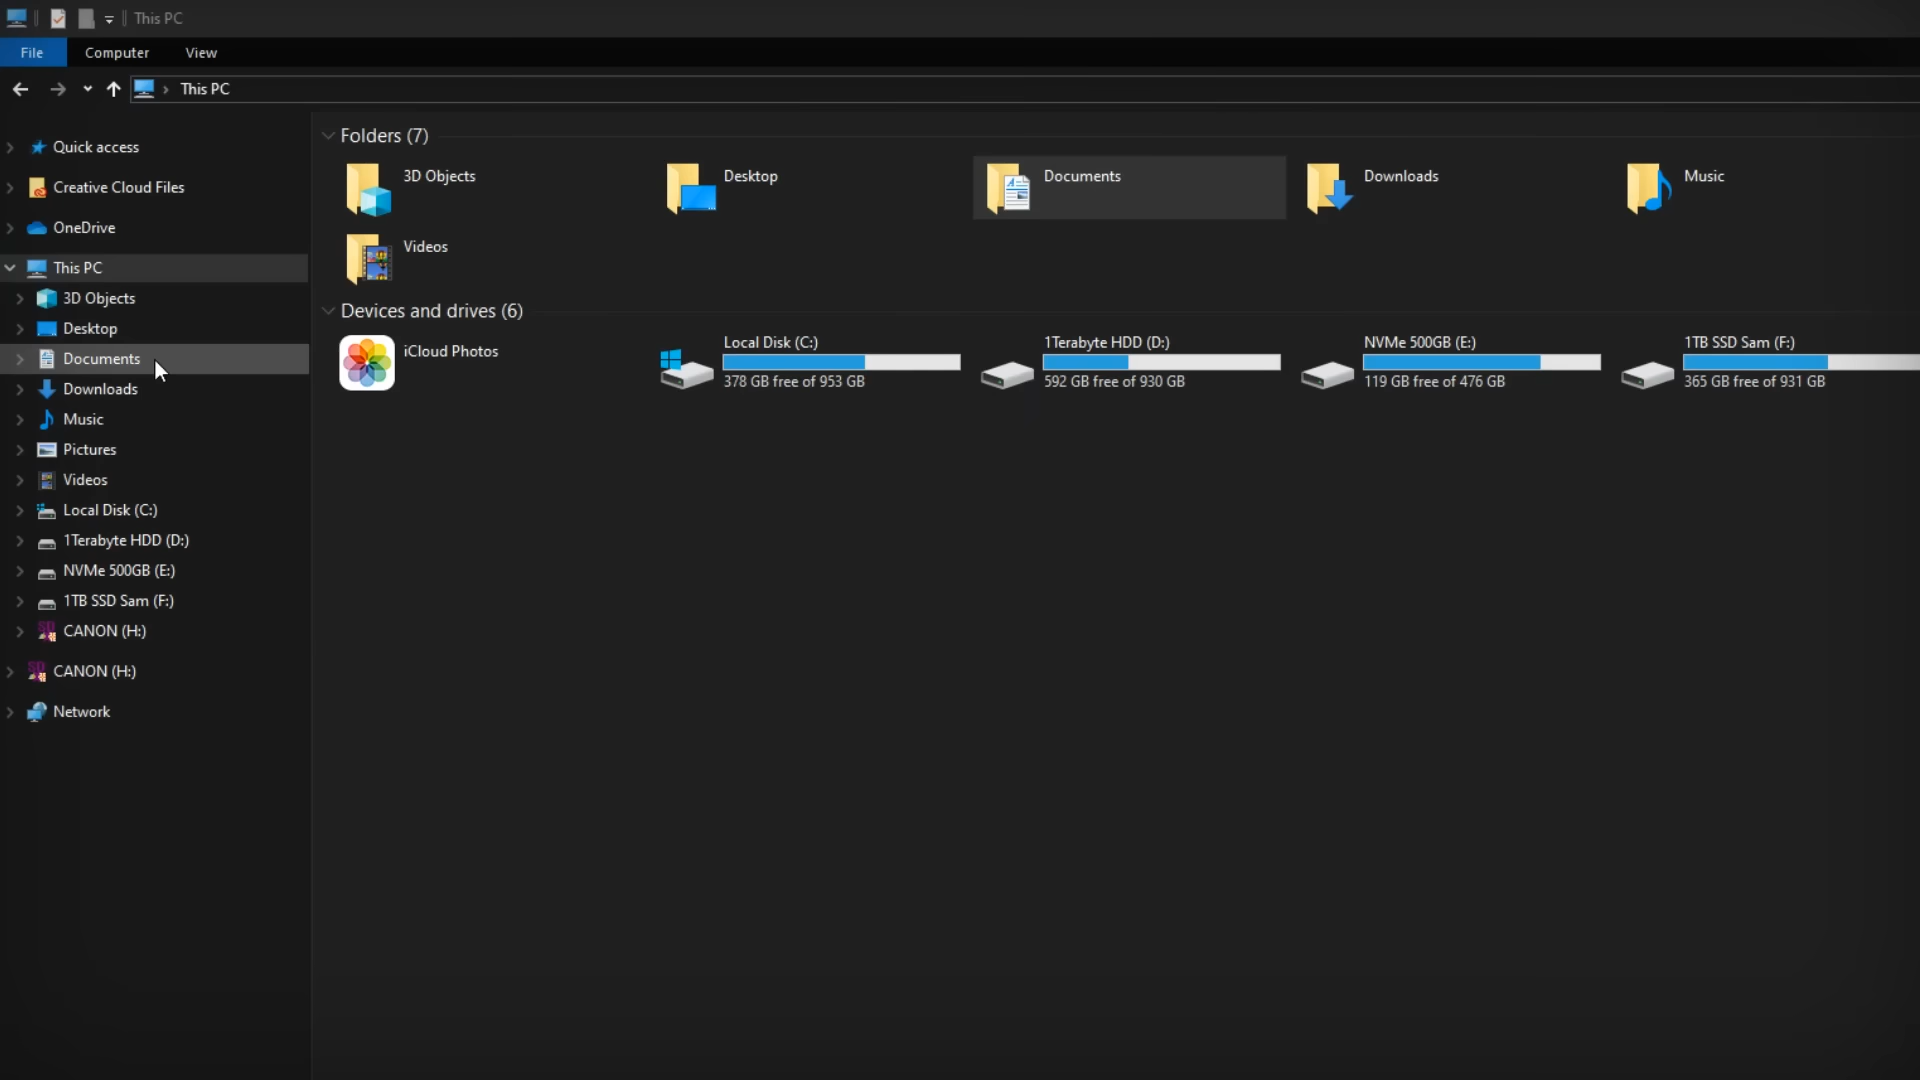 This PC
File Computer View
This PC
Quick access
Creative Cloud Files
OneDrive
This PC
3D Objects
Desktop
Documents
Downloads
Music
Pictures
Videos
Local Disk (C:)
1Terabyte HDD (D:)
NVMe 500GB (E:)
1TB SSD Sam (F:)
CANON (H:)
CANON (H:)
Network
Folders (7)
3D Objects
Desktop
Documents
Downloads
Music
Videos
Devices and drives (6)
iCloud Photos
Local Disk (C:)
378 GB free of 953 GB
1Terabyte HDD (D:)
592 GB free of 930 GB
NVMe 500GB (E:)
119 GB free of 476 GB
1TB SSD Sam (F:)
365 GB free of 931 GB